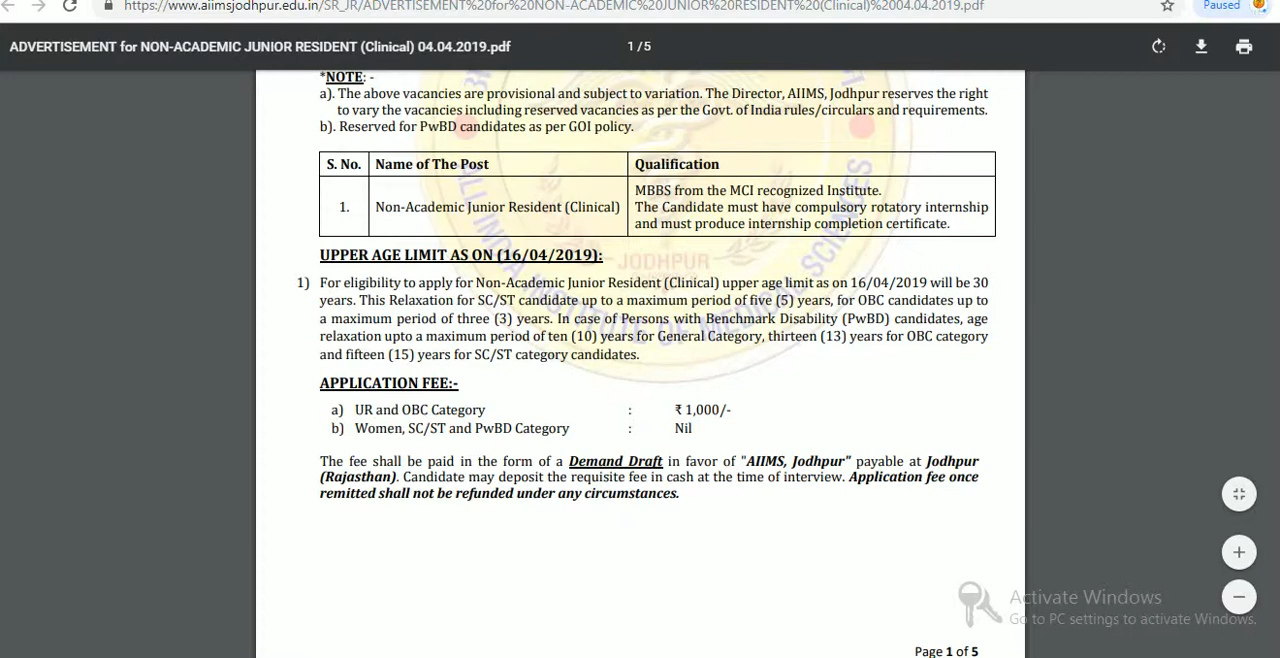 https://www.aiimsjodhpur.edu.in/SR_JR/ADVERTISEMENT%20for%20NON-ACADEMIC%20JUNIOR%20RESIDENT%20(Clinical)%2004.04.2019.pdf
Paused
ADVERTISEMENT for NON-ACADEMIC JUNIOR RESIDENT (Clinical) 04.04.2019.pdf
1 / 5
*NOTE: -
a). The above vacancies are provisional and subject to variation. The Director, AIIMS, Jodhpur reserves the right
to vary the vacancies including reserved vacancies as per the Govt. of India rules/circulars and requirements.
b). Reserved for PwBD candidates as per GOI policy.
S. No. Name of The Post Qualification
MBBS from the MCI recognized Institute.
1. Non-Academic Junior Resident (Clinical) The Candidate must have compulsory rotatory internship
and must produce internship completion certificate.
UPPER AGE LIMIT AS ON (16/04/2019):
1) For eligibility to apply for Non-Academic Junior Resident (Clinical) upper age limit as on 16/04/2019 will be 30
years. This Relaxation for SC/ST candidate up to a maximum period of five (5) years, for OBC candidates up to
a maximum period of three (3) years. In case of Persons with Benchmark Disability (PwBD) candidates, age
relaxation upto a maximum period of ten (10) years for General Category, thirteen (13) years for OBC category
and fifteen (15) years for SC/ST category candidates.
APPLICATION FEE:-
a) UR and OBC Category : ₹ 1,000/-
b) Women, SC/ST and PwBD Category : Nil
The fee shall be paid in the form of a Demand Draft in favor of "AIIMS, Jodhpur" payable at Jodhpur
(Rajasthan). Candidate may deposit the requisite fee in cash at the time of interview. Application fee once
remitted shall not be refunded under any circumstances.
Page 1 of 5
ALL INDIA INSTITUTE OF MEDICAL SCIENCES
JODHPUR
Activate Windows
Go to PC settings to activate Windows.